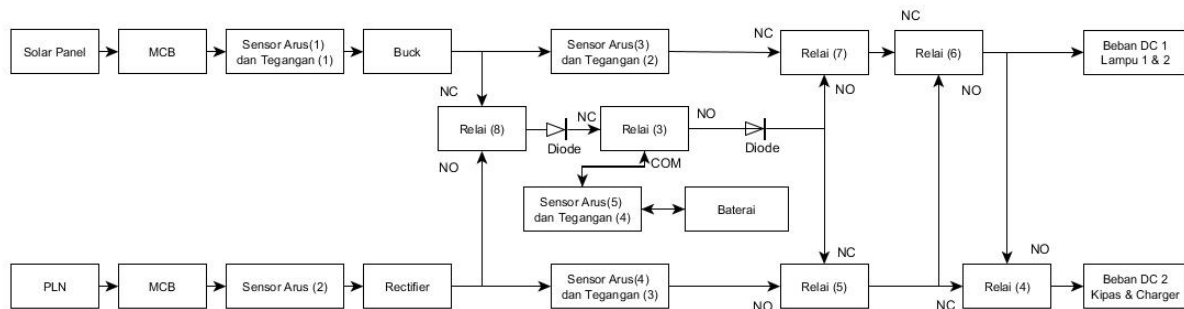 NC
Solar Panel
MCB
Sensor Arus(1)
dan Tegangan (1)
Buck
Sensor Arus(3)
dan Tegangan (2)
NC
Relai (7)
Relai (6)
Beban DC 1
Lampu 1 & 2
NC
NO
NO
Relai (8)
Diode
NC
Relai (3)
NO
Diode
NO
COM
Sensor Arus(5)
dan Tegangan (4)
Baterai
NC
NO
PLN
MCB
Sensor Arus (2)
Rectifier
Sensor Arus(4)
dan Tegangan (3)
NO
Relai (5)
NC
Relai (4)
Beban DC 2
Kipas & Charger